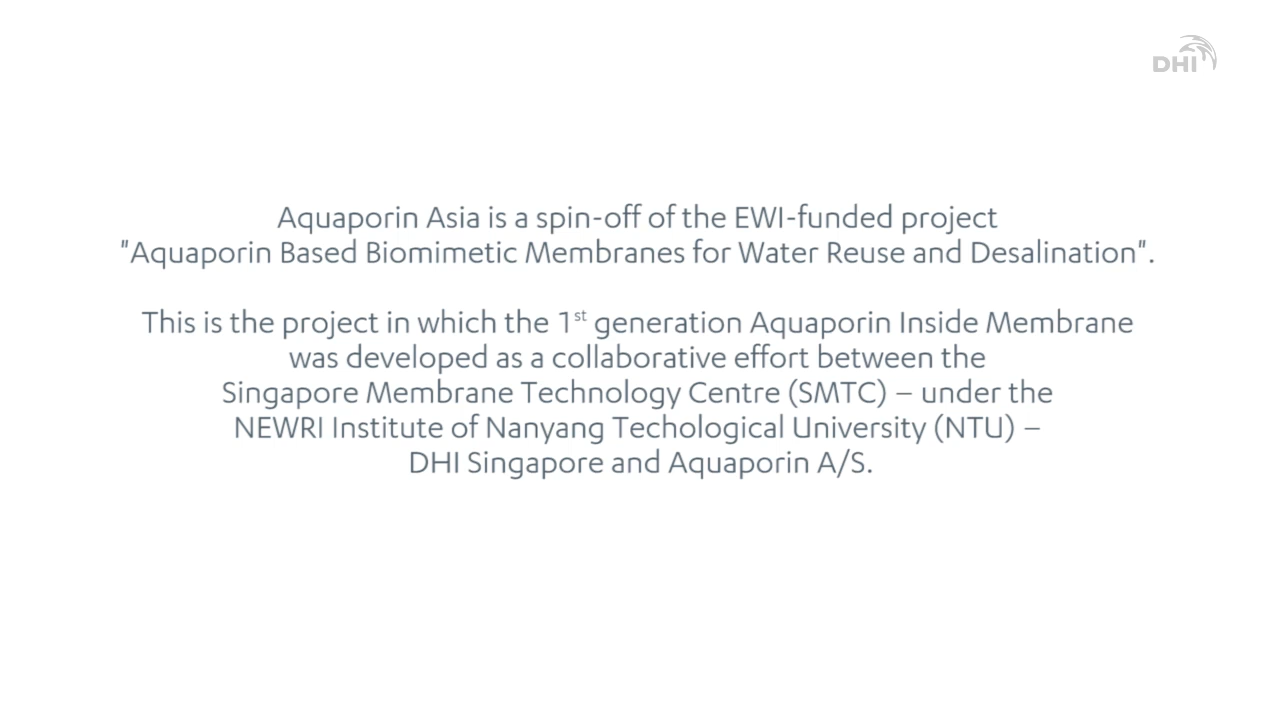 DHI
Aquaporin Asia is a spin-off of the EWI-funded project
"Aquaporin Based Biomimetic Membranes for Water Reuse and Desalination".
This is the project in which the 1st generation Aquaporin Inside Membrane
was developed as a collaborative effort between the
Singapore Membrane Technology Centre (SMTC) – under the
NEWRI Institute of Nanyang Techological University (NTU) –
DHI Singapore and Aquaporin A/S.